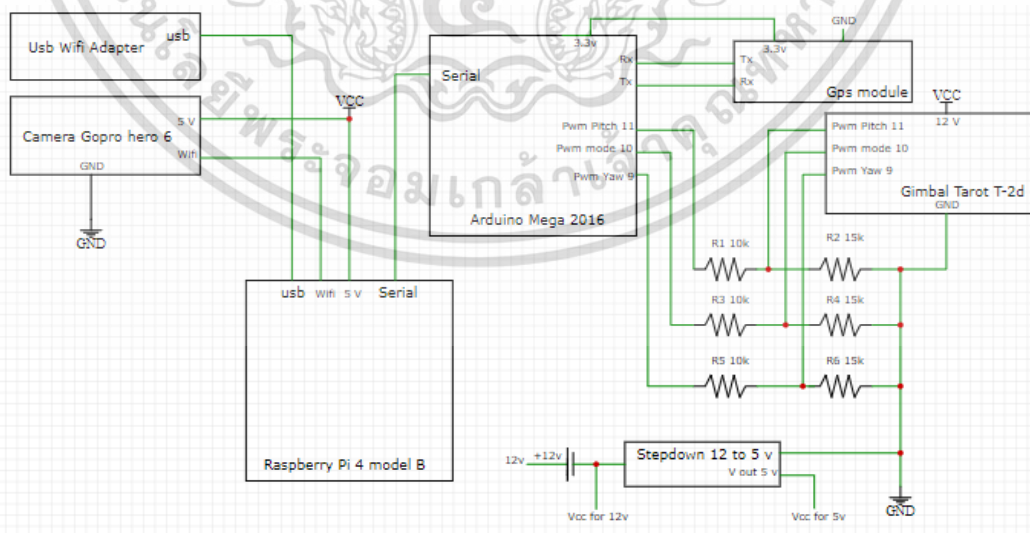 Usb Wifi Adapter
usb
Camera Gopro hero 6
5 V
Wifi
GND
GND
VCC
usb
Wifi
5 V
Serial
Raspberry Pi 4 model B
Serial
3.3v
Rx
Tx
Pwm Pitch 11
Pwm mode 10
Pwm Yaw 9
Arduino Mega 2016
GND
3.3v
Tx
Rx
Gps module
VCC
12 V
Pwm Pitch 11
Pwm mode 10
Pwm Yaw 9
Gimbal Tarot T-2d
GND
R1 10k
R2 15k
R3 10k
R4 15k
R5 10k
R6 15k
12v
+12v
Stepdown 12 to 5 v
V out 5 v
Vcc for 12v
Vcc for 5v
GND